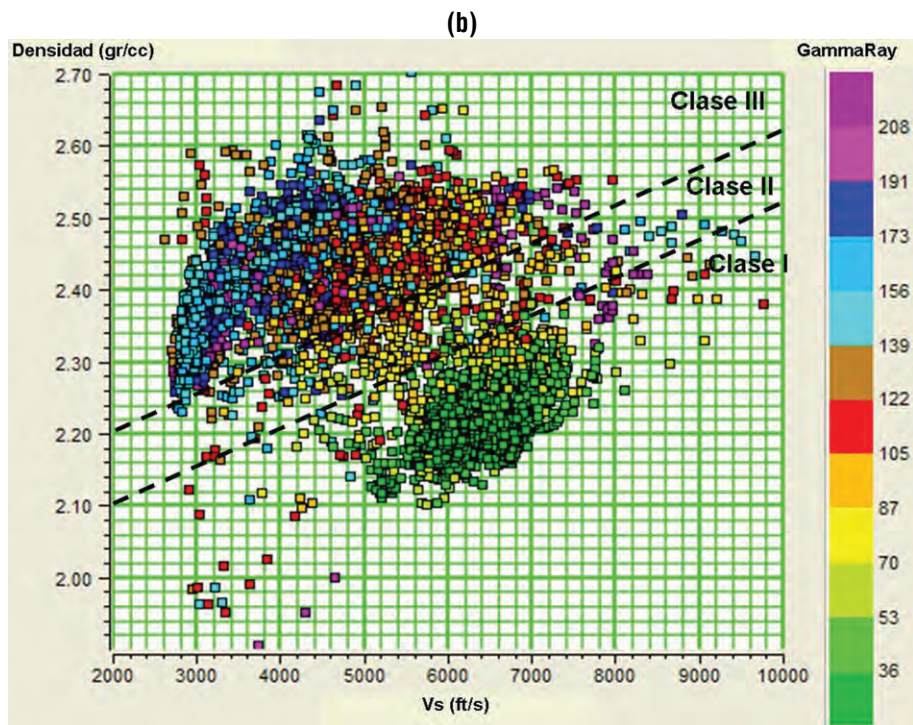 (b)
Densidad (gr/cc) GammaRay
2.70
Clase III
208
2.60
191
Clase II
2.50
173
Clase I
2.40
156
139
2.30
122
2.20
105
87
2.10
70
2.00
53
36
2000 3000 4000 5000 6000 7000 8000 9000 10000
Vs (ft/s)